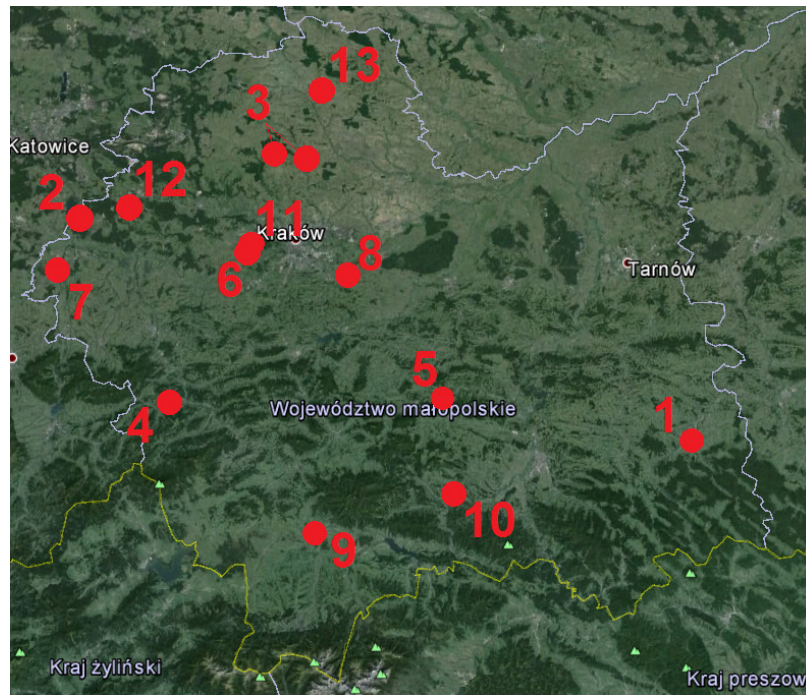 13
3
Katowice
12
2
11
Kraków
6
8
Tarnów
7
5
4
Województwo małopolskie
1
10
9
Kraj żyliński
Kraj preszow